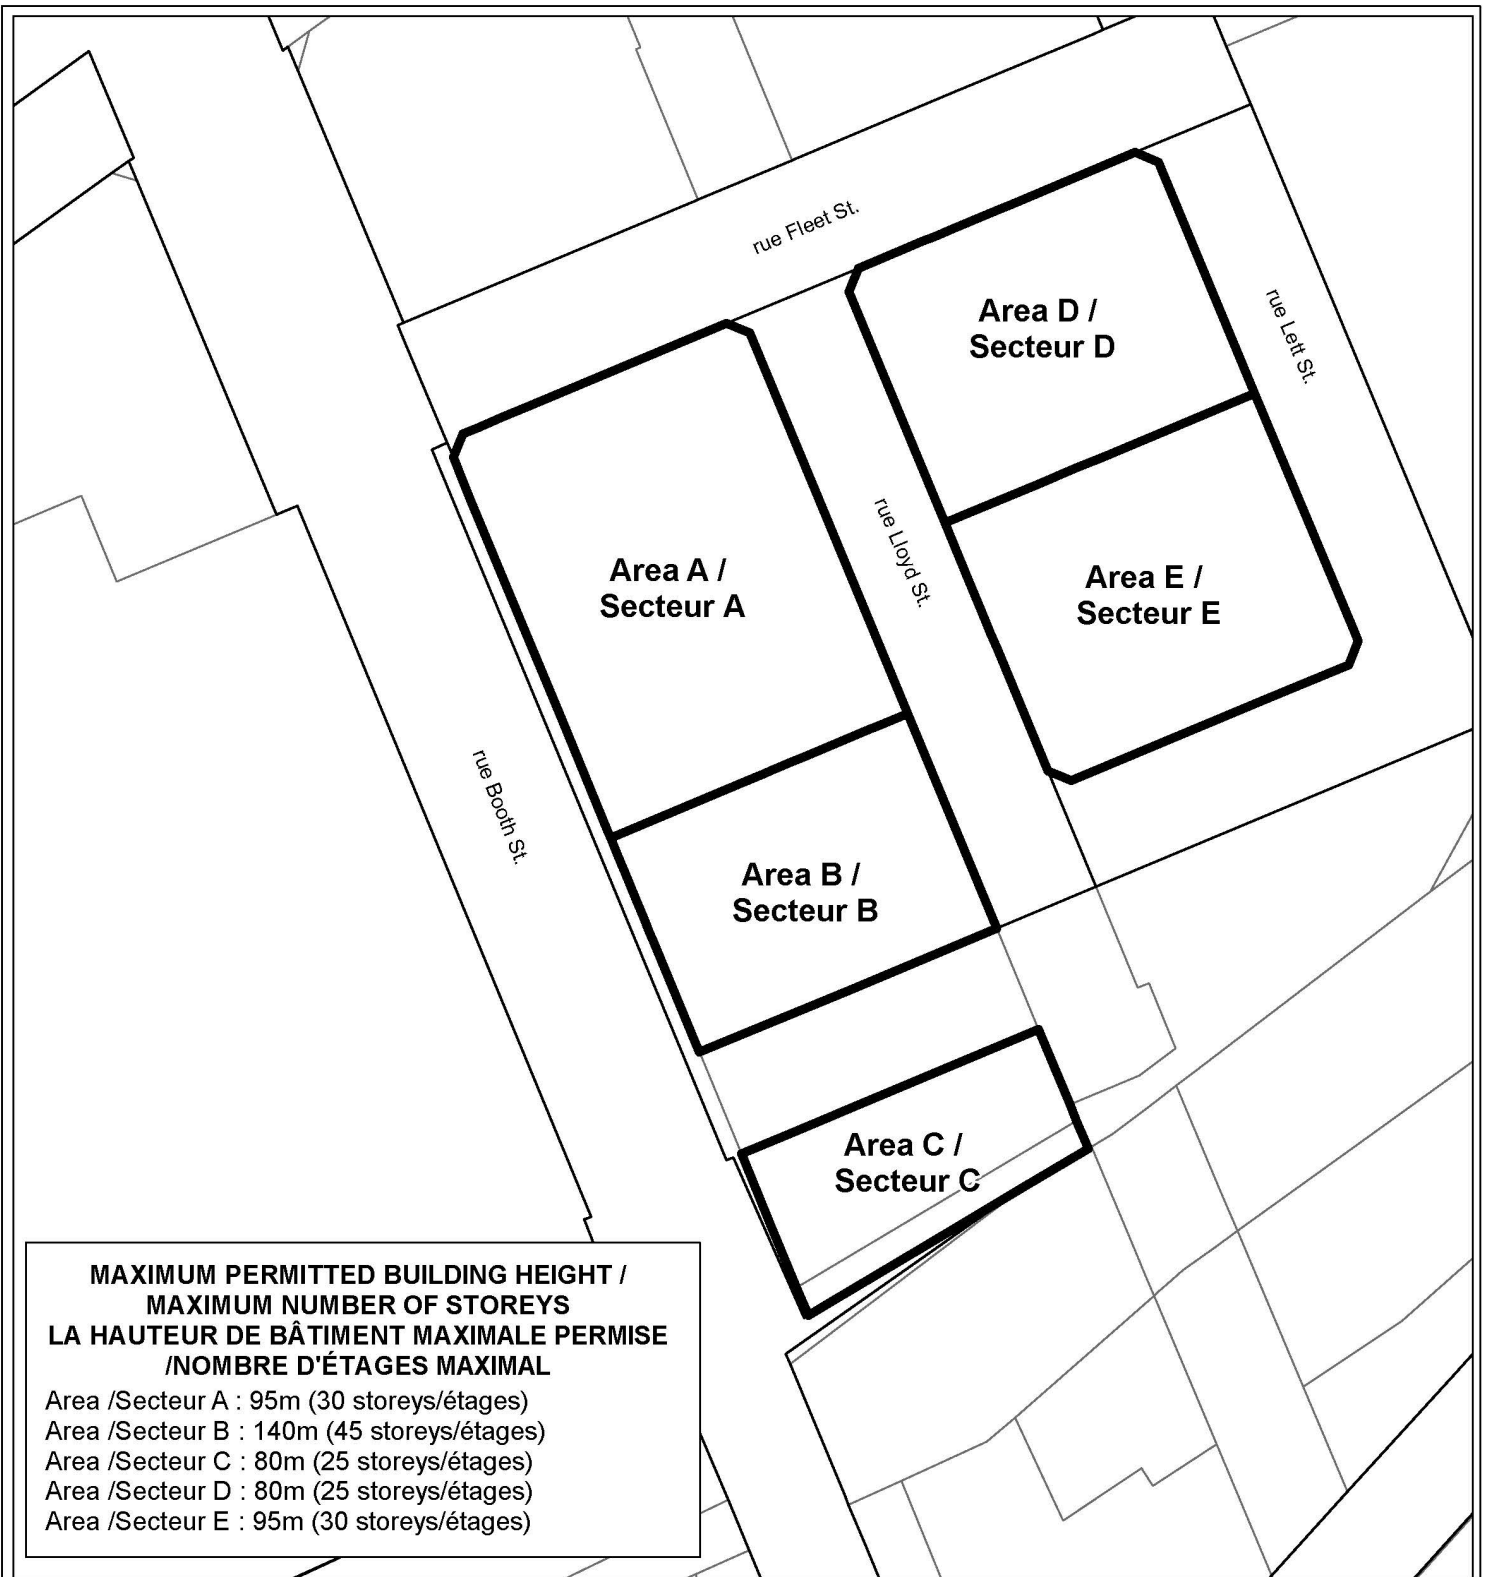 rue Fleet St.
Area D /
Secteur D
rue Lett St.
Area A /
Secteur A
rue Lloyd St.
Area E /
Secteur E
rue Booth St.
Area B /
Secteur B
Area C /
Secteur C
MAXIMUM PERMITTED BUILDING HEIGHT /
MAXIMUM NUMBER OF STOREYS
LA HAUTEUR DE BÂTIMENT MAXIMALE PERMISE
/NOMBRE D'ÉTAGES MAXIMAL
Area /Secteur A : 95m (30 storeys/étages)
Area /Secteur B : 140m (45 storeys/étages)
Area /Secteur C : 80m (25 storeys/étages)
Area /Secteur D : 80m (25 storeys/étages)
Area /Secteur E : 95m (30 storeys/étages)